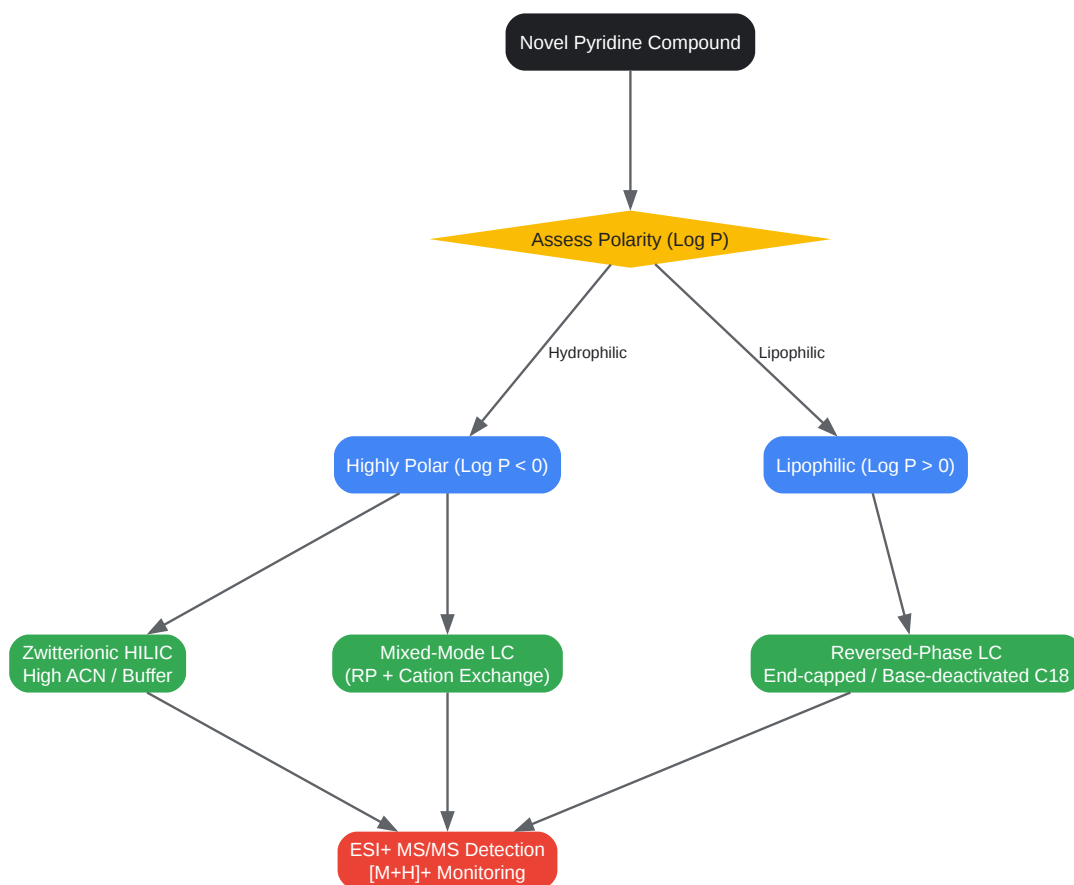 Novel Pyridine Compound
Assess Polarity (Log P)
Hydrophilic
Lipophilic
Highly Polar (Log P < 0)
Lipophilic (Log P > 0)
Zwitterionic HILIC
High ACN / Buffer
Mixed-Mode LC
(RP + Cation Exchange)
Reversed-Phase LC
End-capped / Base-deactivated C18
ESI+ MS/MS Detection
[M+H]+ Monitoring